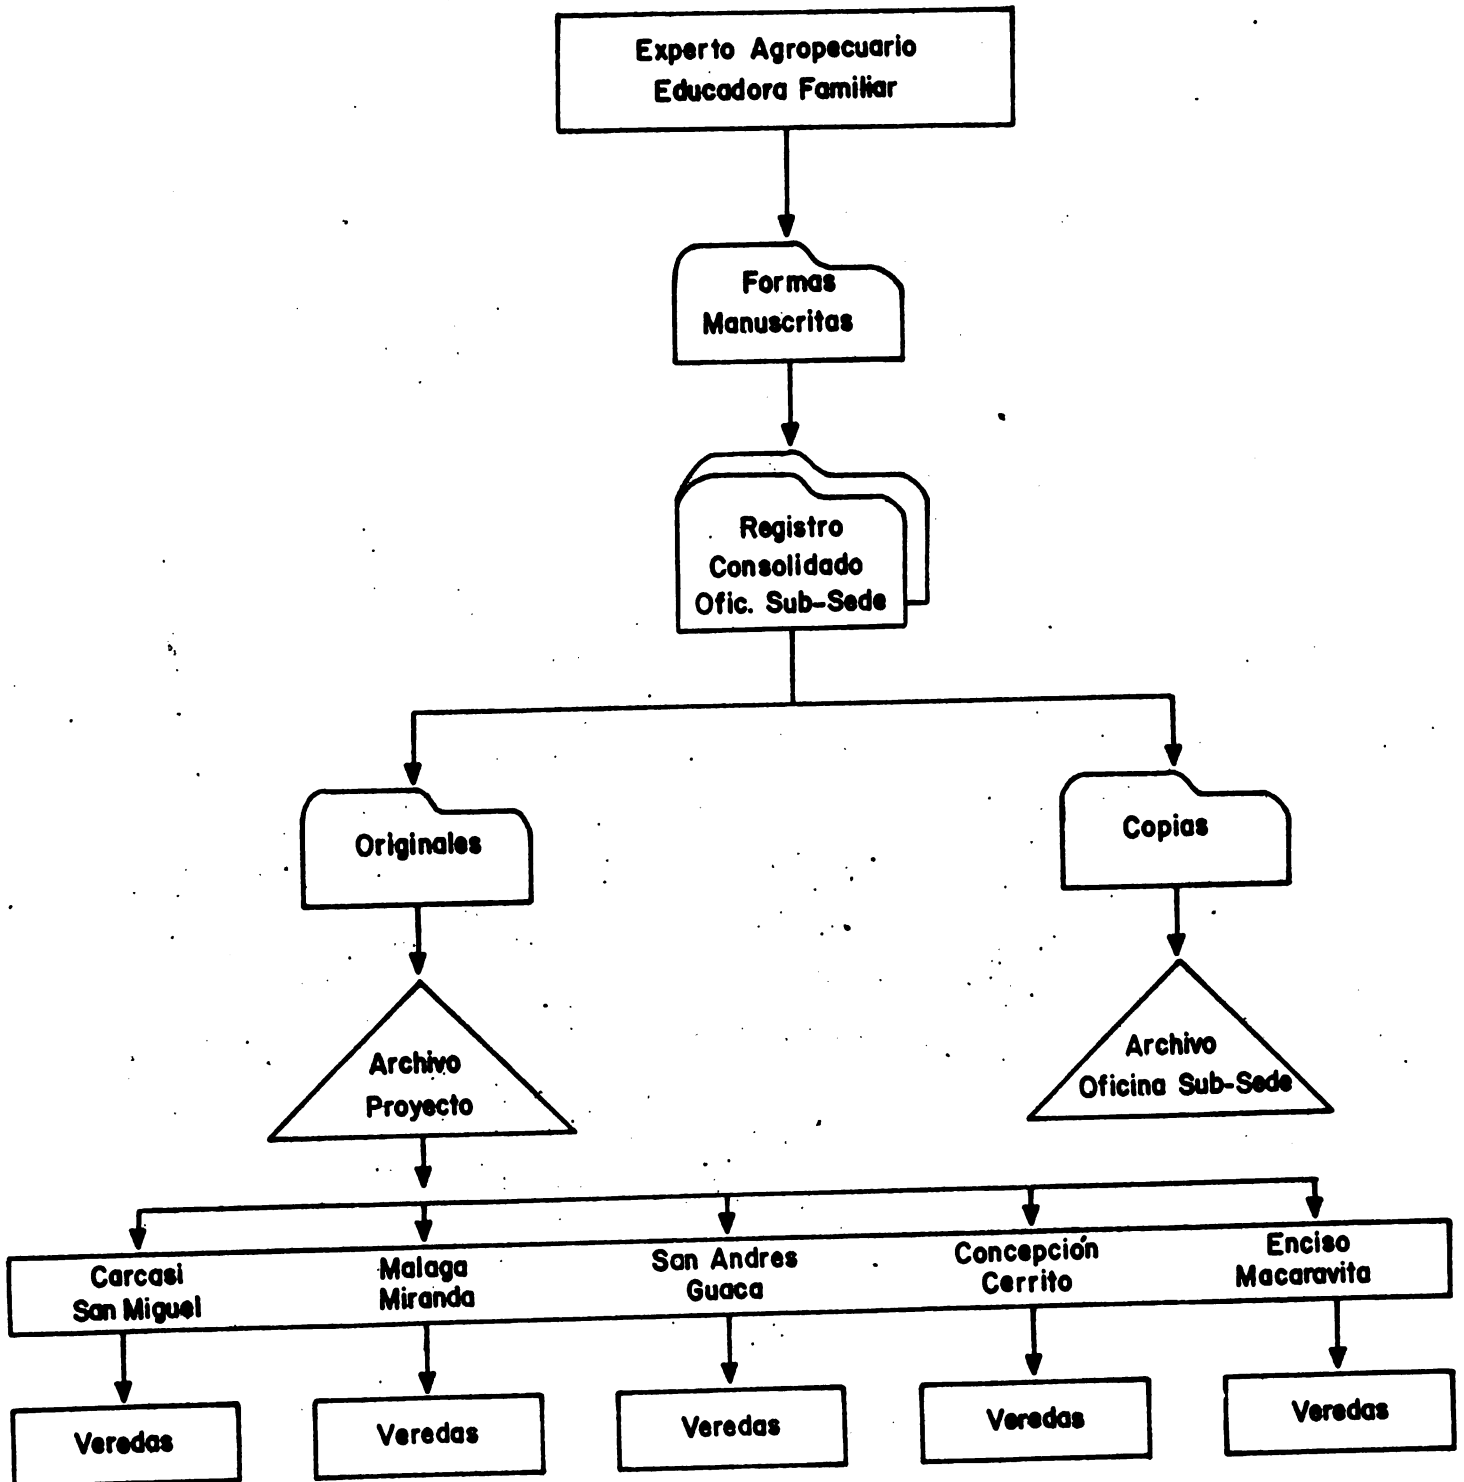 Experto Agropecuario
Educadora Familiar
Formas
Manuscritas
Registro
Consolidado
Ofic. Sub-Sede
Originales
Copias
Archivo
Proyecto
Archivo
Oficina Sub-Sede
Carcasi
San Miguel
Malaga
Miranda
San Andres
Guaca
Concepción
Cerrito
Enciso
Macaravita
Veredas
Veredas
Veredas
Veredas
Veredas